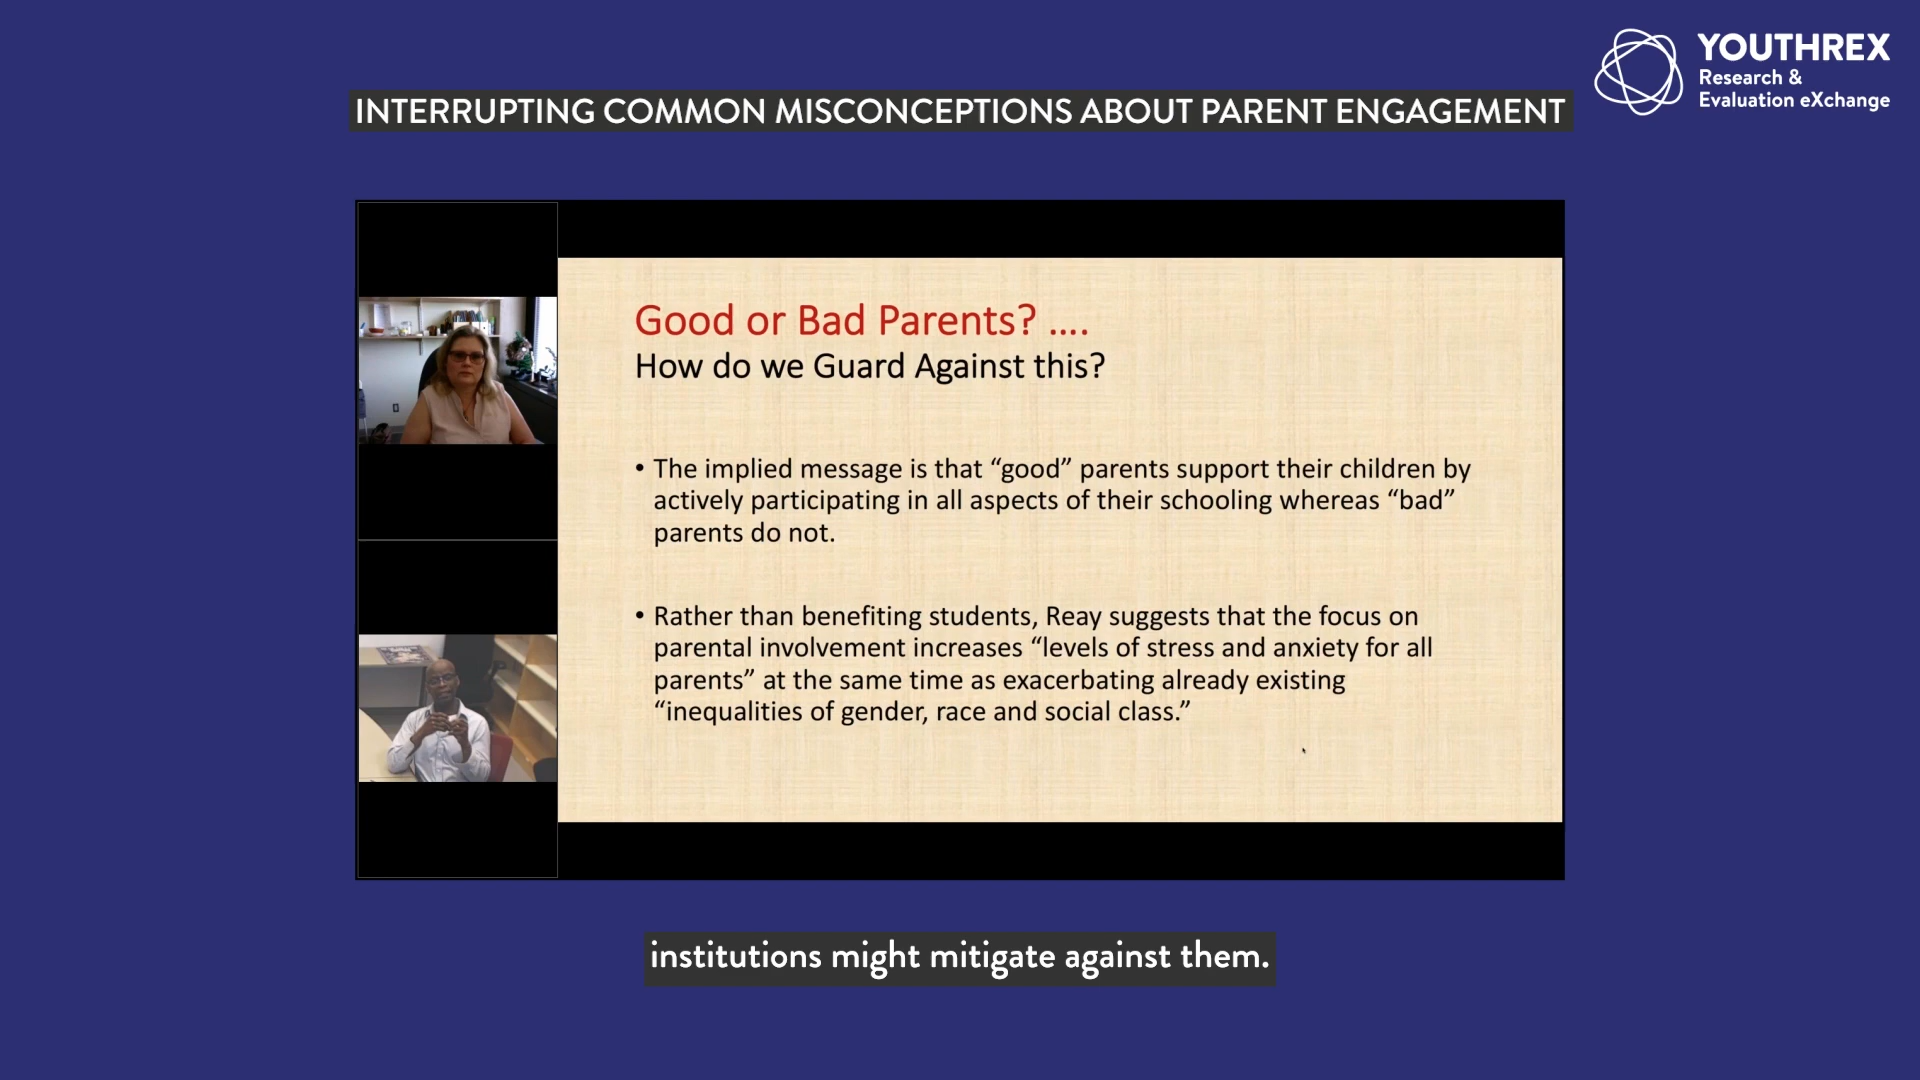 YOUTHREX
Research &
Evaluation eXchange
INTERRUPTING COMMON MISCONCEPTIONS ABOUT PARENT ENGAGEMENT
Good or Bad Parents? ....
How do we Guard Against this?
• The implied message is that “good” parents support their children by
actively participating in all aspects of their schooling whereas “bad”
parents do not.
• Rather than benefiting students, Reay suggests that the focus on
parental involvement increases “levels of stress and anxiety for all
parents” at the same time as exacerbating already existing
“inequalities of gender, race and social class.”
institutions might mitigate against them.